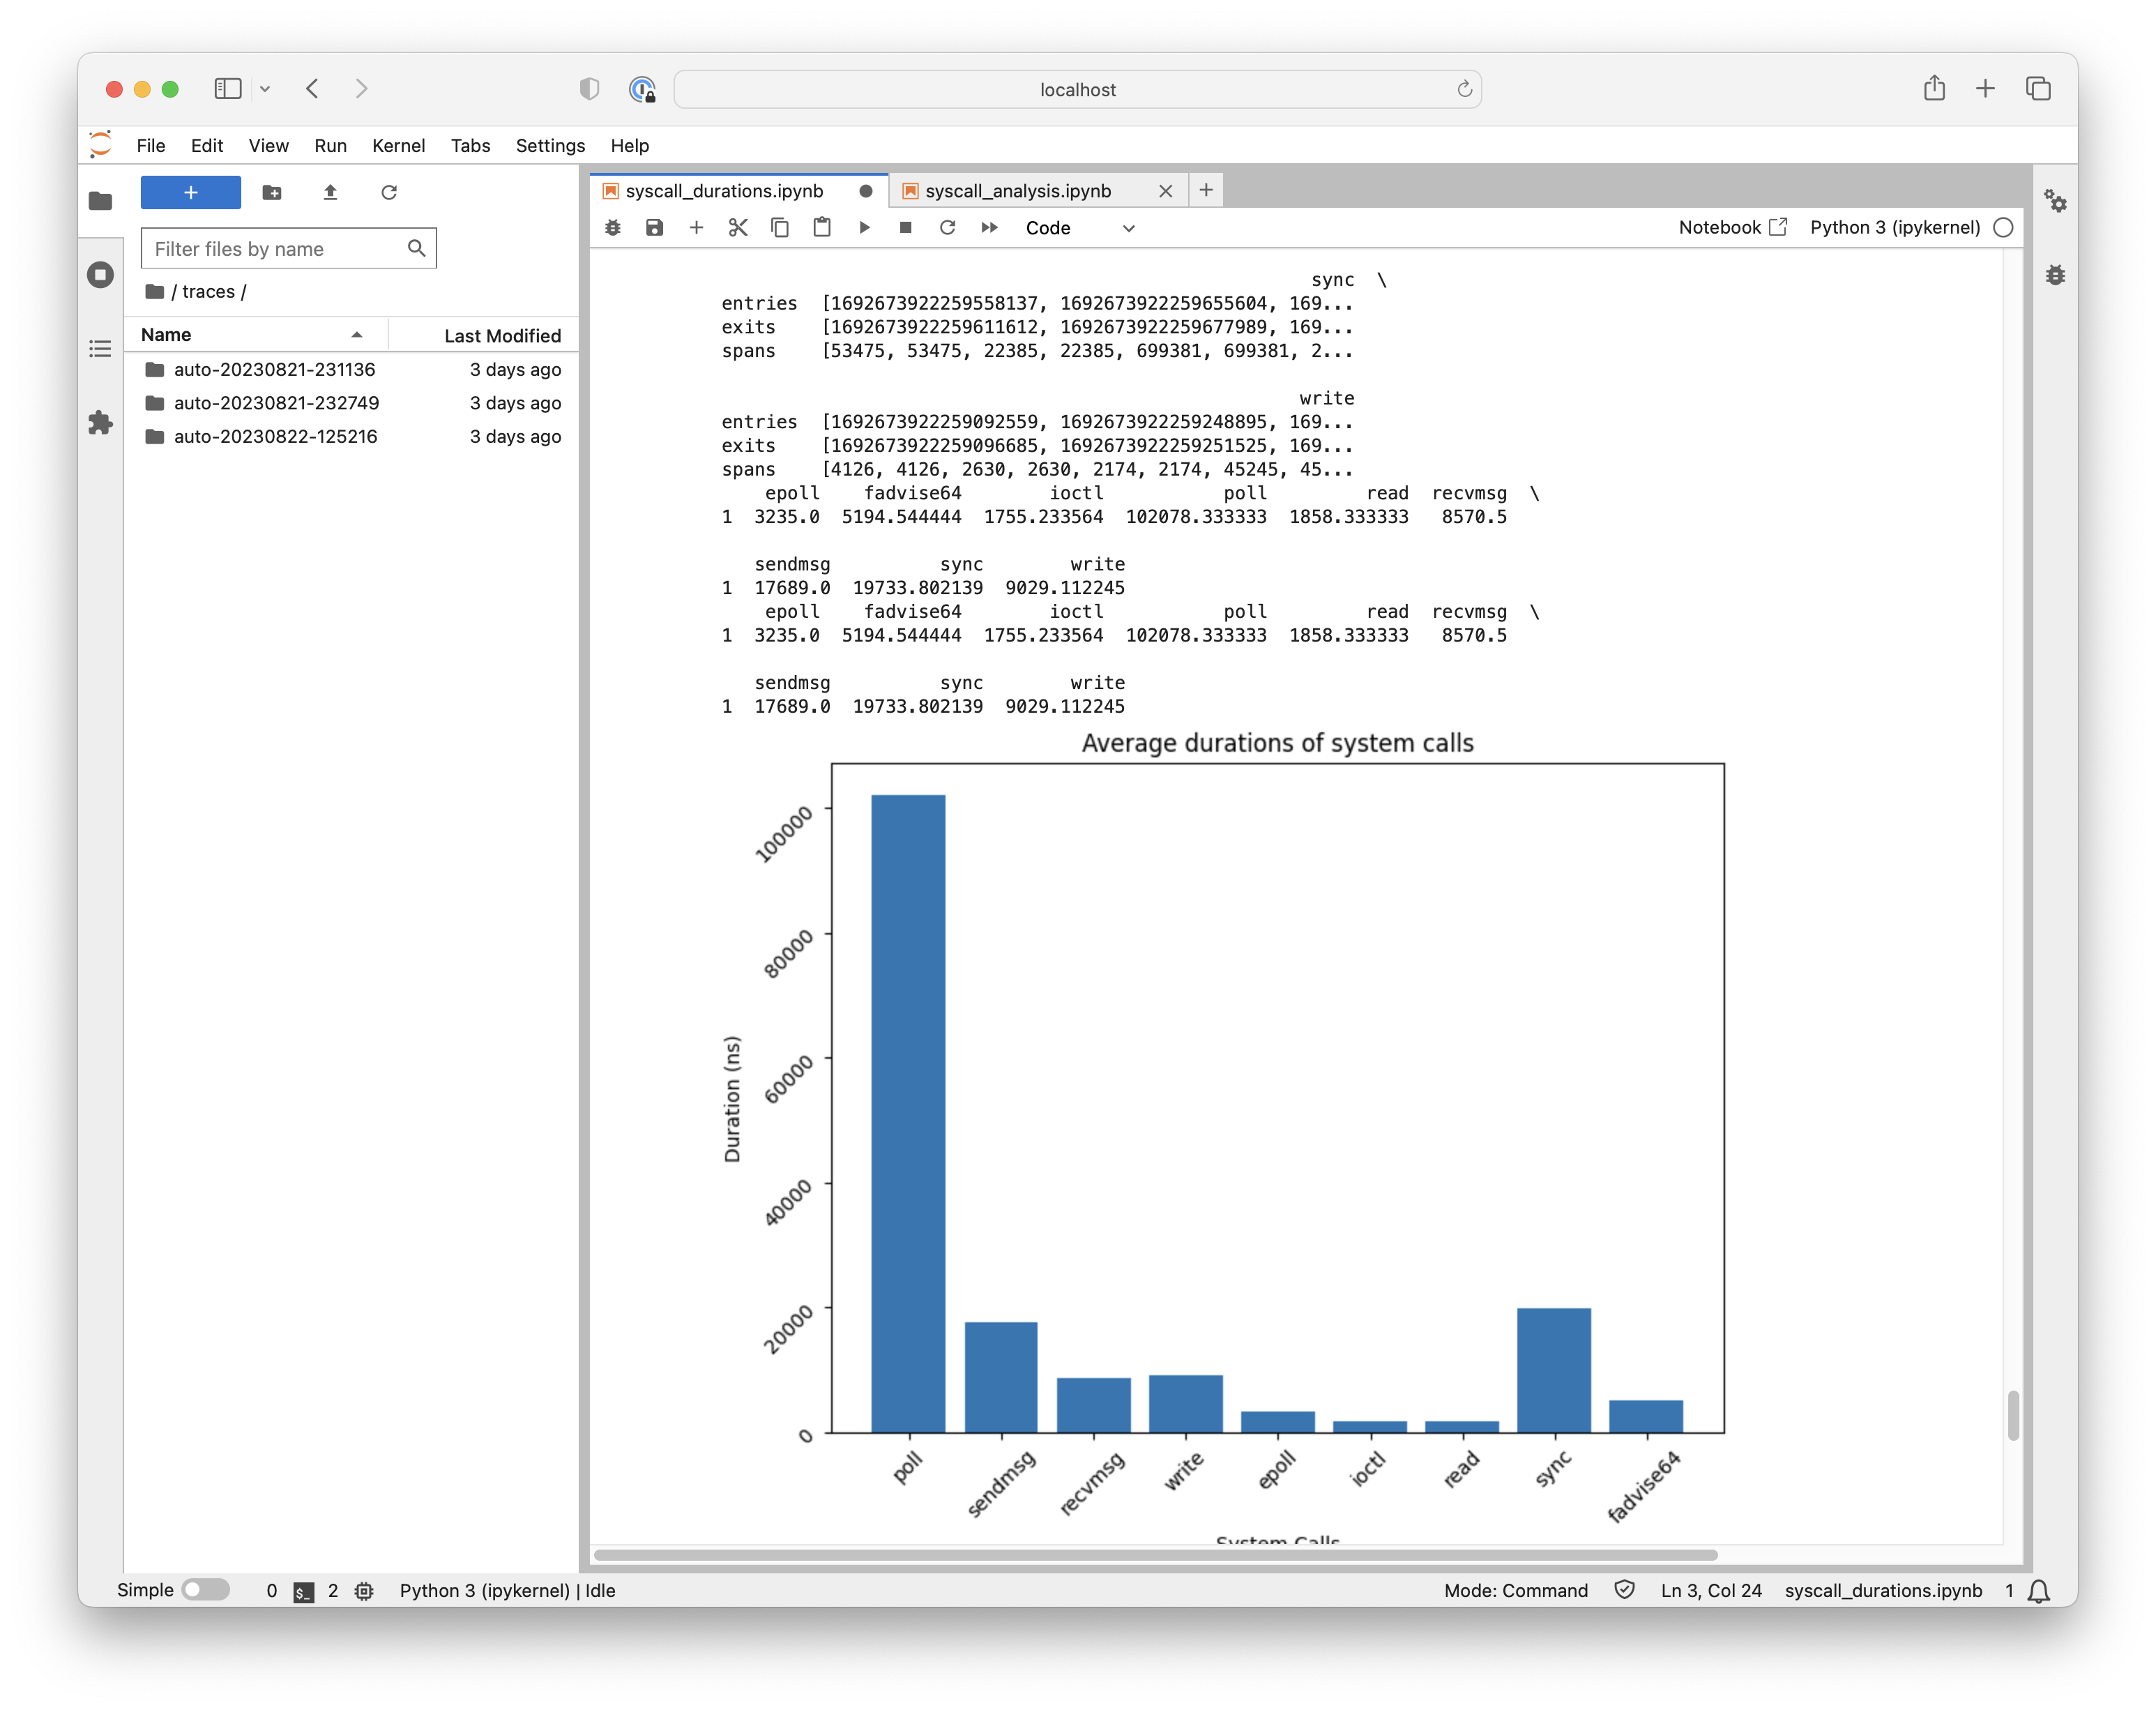 localhost
File Edit View Run Kernel Tabs Settings Help
+
Filter files by name
/ traces /
Name Last Modified
auto-20230821-231136 3 days ago
auto-20230821-232749 3 days ago
auto-20230822-125216 3 days ago
syscall_durations.ipynb syscall_analysis.ipynb
Code Notebook Python 3 (ipykernel)
sync \
entries [1692673922259558137, 1692673922259655604, 169...
exits [1692673922259611612, 1692673922259677989, 169...
spans [53475, 53475, 22385, 22385, 699381, 699381, 2...
write
entries [1692673922259092559, 1692673922259248895, 169...
exits [1692673922259096685, 1692673922259251525, 169...
spans [4126, 4126, 2630, 2630, 2174, 2174, 45245, 45...
epoll fadvise64 ioctl poll read recvmsg \
1 3235.0 5194.544444 1755.233564 102078.333333 1858.333333 8570.5
sendmsg sync write
1 17689.0 19733.802139 9029.112245
epoll fadvise64 ioctl poll read recvmsg \
1 3235.0 5194.544444 1755.233564 102078.333333 1858.333333 8570.5
sendmsg sync write
1 17689.0 19733.802139 9029.112245
Average durations of system calls
100000
80000
60000
40000
20000
0
Duration (ns)
poll sendmsg recvmsg write epoll ioctl read sync fadvise64
System Calls
Simple 0 $_ 2 Python 3 (ipykernel) | Idle Mode: Command Ln 3, Col 24 syscall_durations.ipynb 1